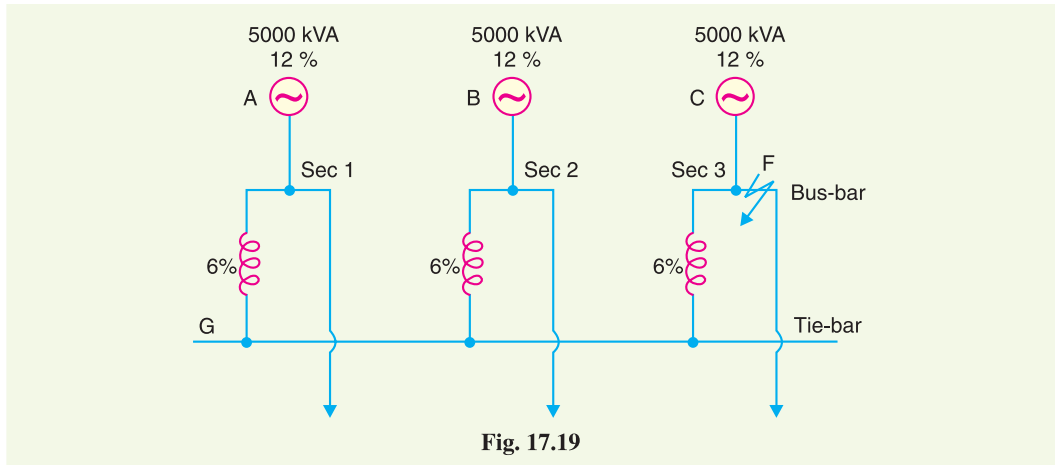 5000 kVA 5000 kVA 5000 kVA
12 % 12 % 12 %
A B C
Sec 1 Sec 2 Sec 3 F
Bus-bar
6% 6% 6%
G Tie-bar
Fig. 17.19